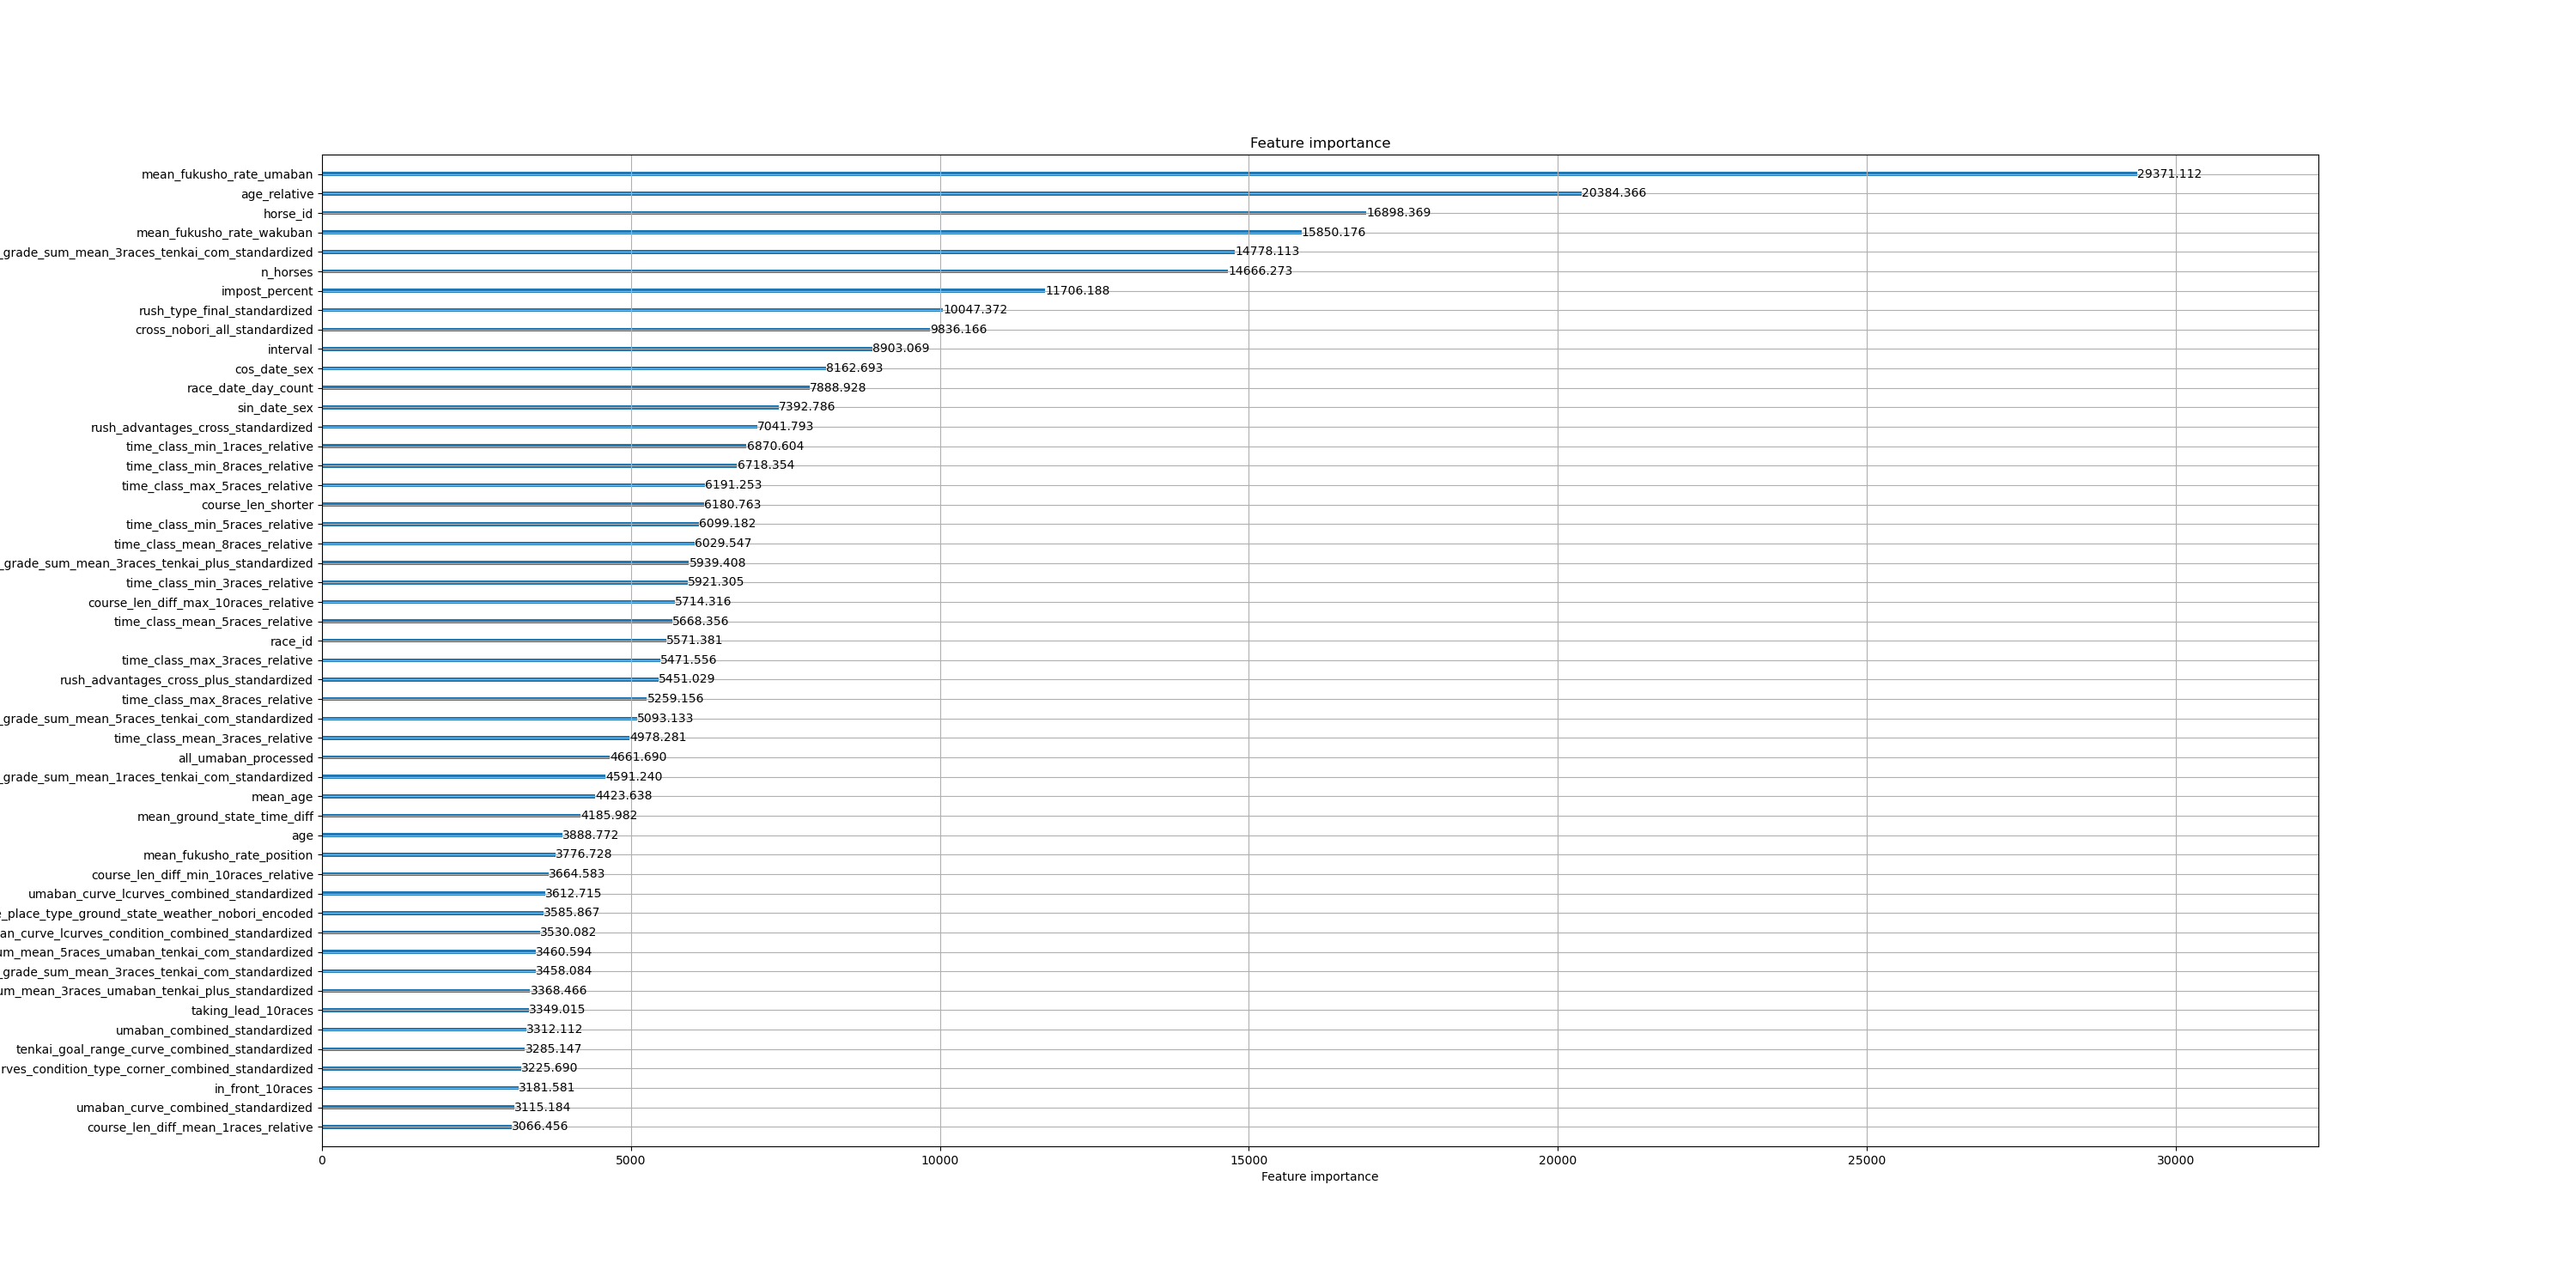 Feature importance
mean_fukusho_rate_umaban 29371.112
age_relative 20384.366
horse_id 16898.369
mean_fukusho_rate_wakuban 15850.176
_grade_sum_mean_3races_tenkai_com_standardized 14778.113
n_horses 14666.273
impost_percent 11706.188
rush_type_final_standardized 10047.372
cross_nobori_all_standardized 9836.166
interval 8903.069
cos_date_sex 8162.693
race_date_day_count 7888.928
sin_date_sex 7392.786
rush_advantages_cross_standardized 7041.793
time_class_min_1races_relative 6870.604
time_class_min_8races_relative 6718.354
time_class_max_5races_relative 6191.253
course_len_shorter 6180.763
time_class_min_5races_relative 6099.182
time_class_mean_8races_relative 6029.547
_grade_sum_mean_3races_tenkai_plus_standardized 5939.408
time_class_min_3races_relative 5921.305
course_len_diff_max_10races_relative 5714.316
time_class_mean_5races_relative 5668.356
race_id 5571.381
time_class_max_3races_relative 5471.556
rush_advantages_cross_plus_standardized 5451.029
time_class_max_8races_relative 5259.156
_grade_sum_mean_5races_tenkai_com_standardized 5093.133
time_class_mean_3races_relative 4978.281
all_umaban_processed 4661.690
_grade_sum_mean_1races_tenkai_com_standardized 4591.240
mean_age 4423.638
mean_ground_state_time_diff 4185.982
age 3888.772
mean_fukusho_rate_position 3776.728
course_len_diff_min_10races_relative 3664.583
umaban_curve_lcurves_combined_standardized 3612.715
_place_type_ground_state_weather_nobori_encoded 3585.867
an_curve_lcurves_condition_combined_standardized 3530.082
um_mean_5races_umaban_tenkai_com_standardized 3460.594
_grade_sum_mean_3races_tenkai_com_standardized 3458.084
um_mean_3races_umaban_tenkai_plus_standardized 3368.466
taking_lead_10races 3349.015
umaban_combined_standardized 3312.112
tenkai_goal_range_curve_combined_standardized 3285.147
rves_condition_type_corner_combined_standardized 3225.690
in_front_10races 3181.581
umaban_curve_combined_standardized 3115.184
course_len_diff_mean_1races_relative 3066.456
0 5000 10000 15000 20000 25000 30000
Feature importance